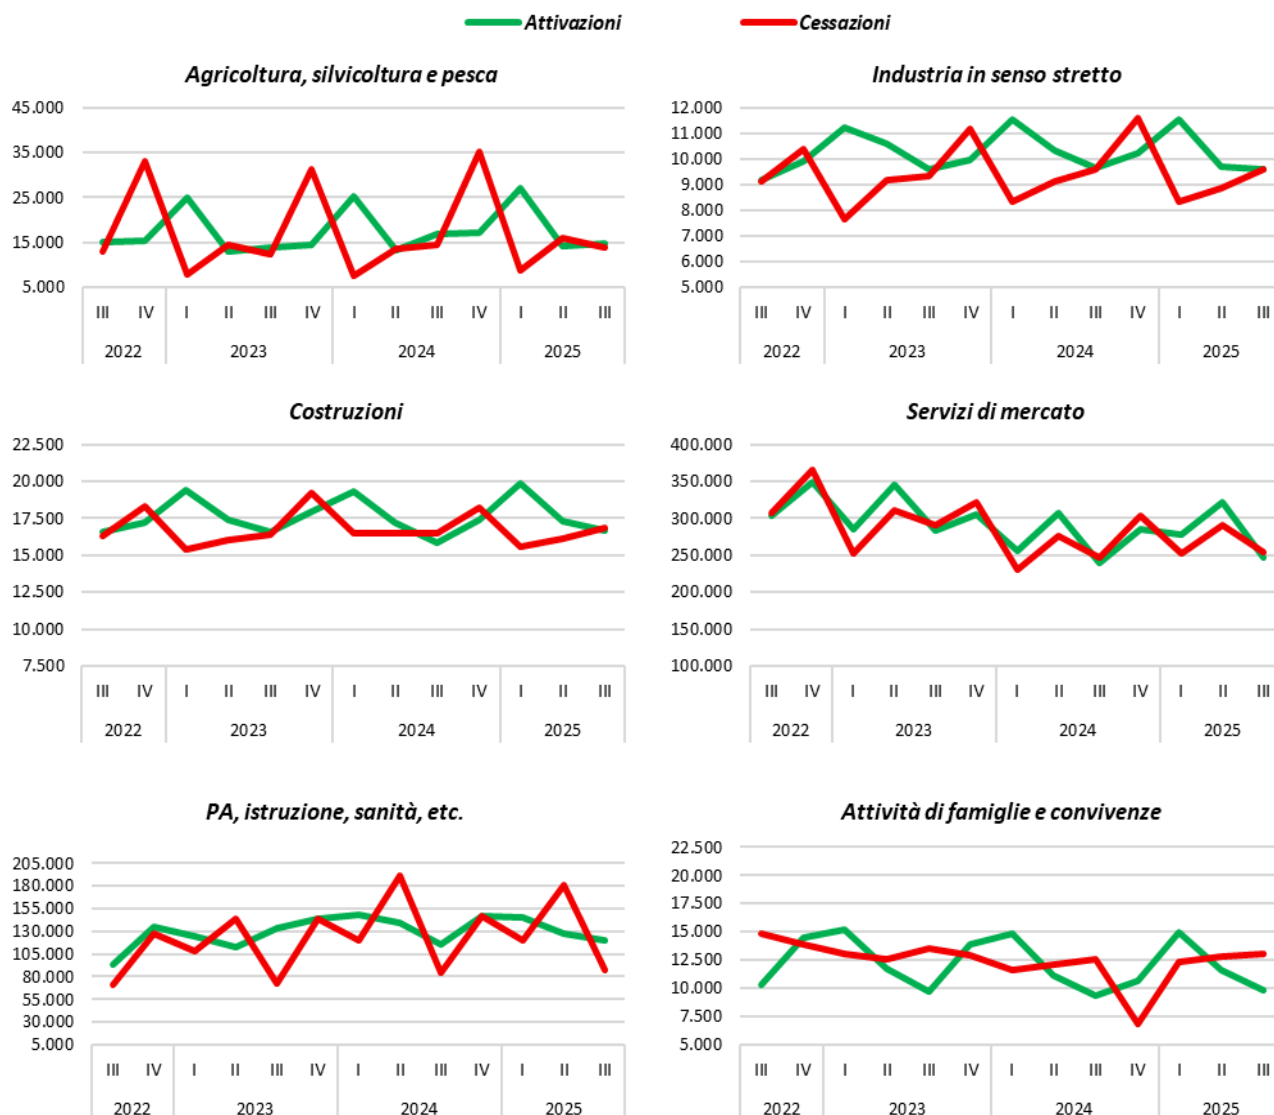 Attivazioni Cessazioni
Agricoltura, silvicoltura e pesca
45.000
35.000
25.000
15.000
5.000
III IV I II III IV I II III IV I II III
2022 2023 2024 2025
Industria in senso stretto
12.000
11.000
10.000
9.000
8.000
7.000
6.000
5.000
III IV I II III IV I II III IV I II III
2022 2023 2024 2025
Costruzioni
22.500
20.000
17.500
15.000
12.500
10.000
7.500
III IV I II III IV I II III IV I II III
2022 2023 2024 2025
Servizi di mercato
400.000
350.000
300.000
250.000
200.000
150.000
100.000
III IV I II III IV I II III IV I II III
2022 2023 2024 2025
PA, istruzione, sanità, etc.
205.000
180.000
155.000
130.000
105.000
80.000
55.000
30.000
5.000
III IV I II III IV I II III IV I II III
2022 2023 2024 2025
Attività di famiglie e convivenze
22.500
20.000
17.500
15.000
12.500
10.000
7.500
5.000
III IV I II III IV I II III IV I II III
2022 2023 2024 2025